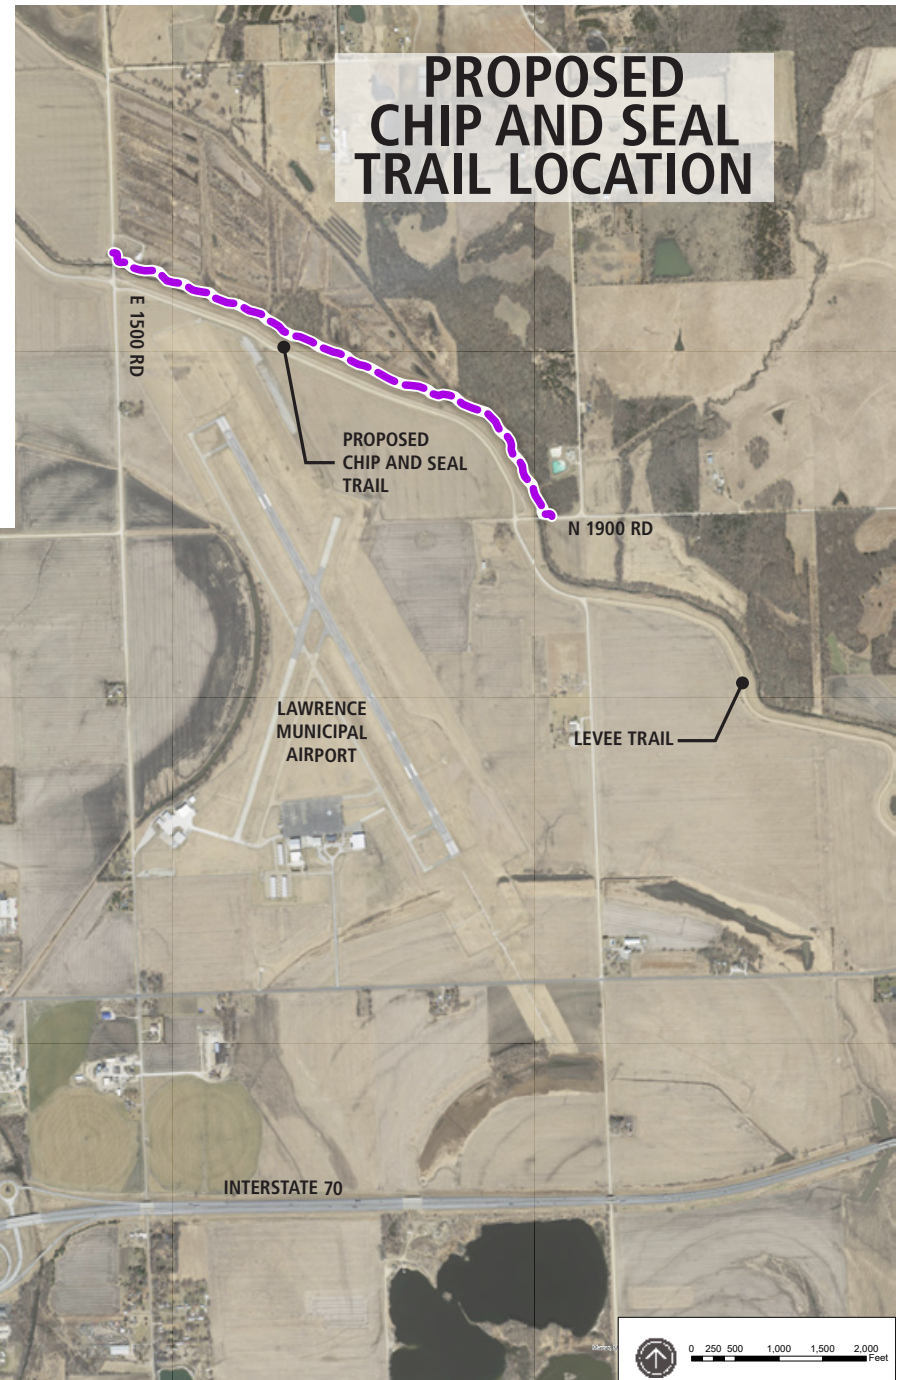 PROPOSED
CHIP AND SEAL
TRAIL LOCATION
E 1500 RD
PROPOSED
CHIP AND SEAL
TRAIL
N 1900 RD
LAWRENCE
MUNICIPAL
AIRPORT
LEVEE TRAIL
INTERSTATE 70
0 250 500 1,000 1,500 2,000
Feet